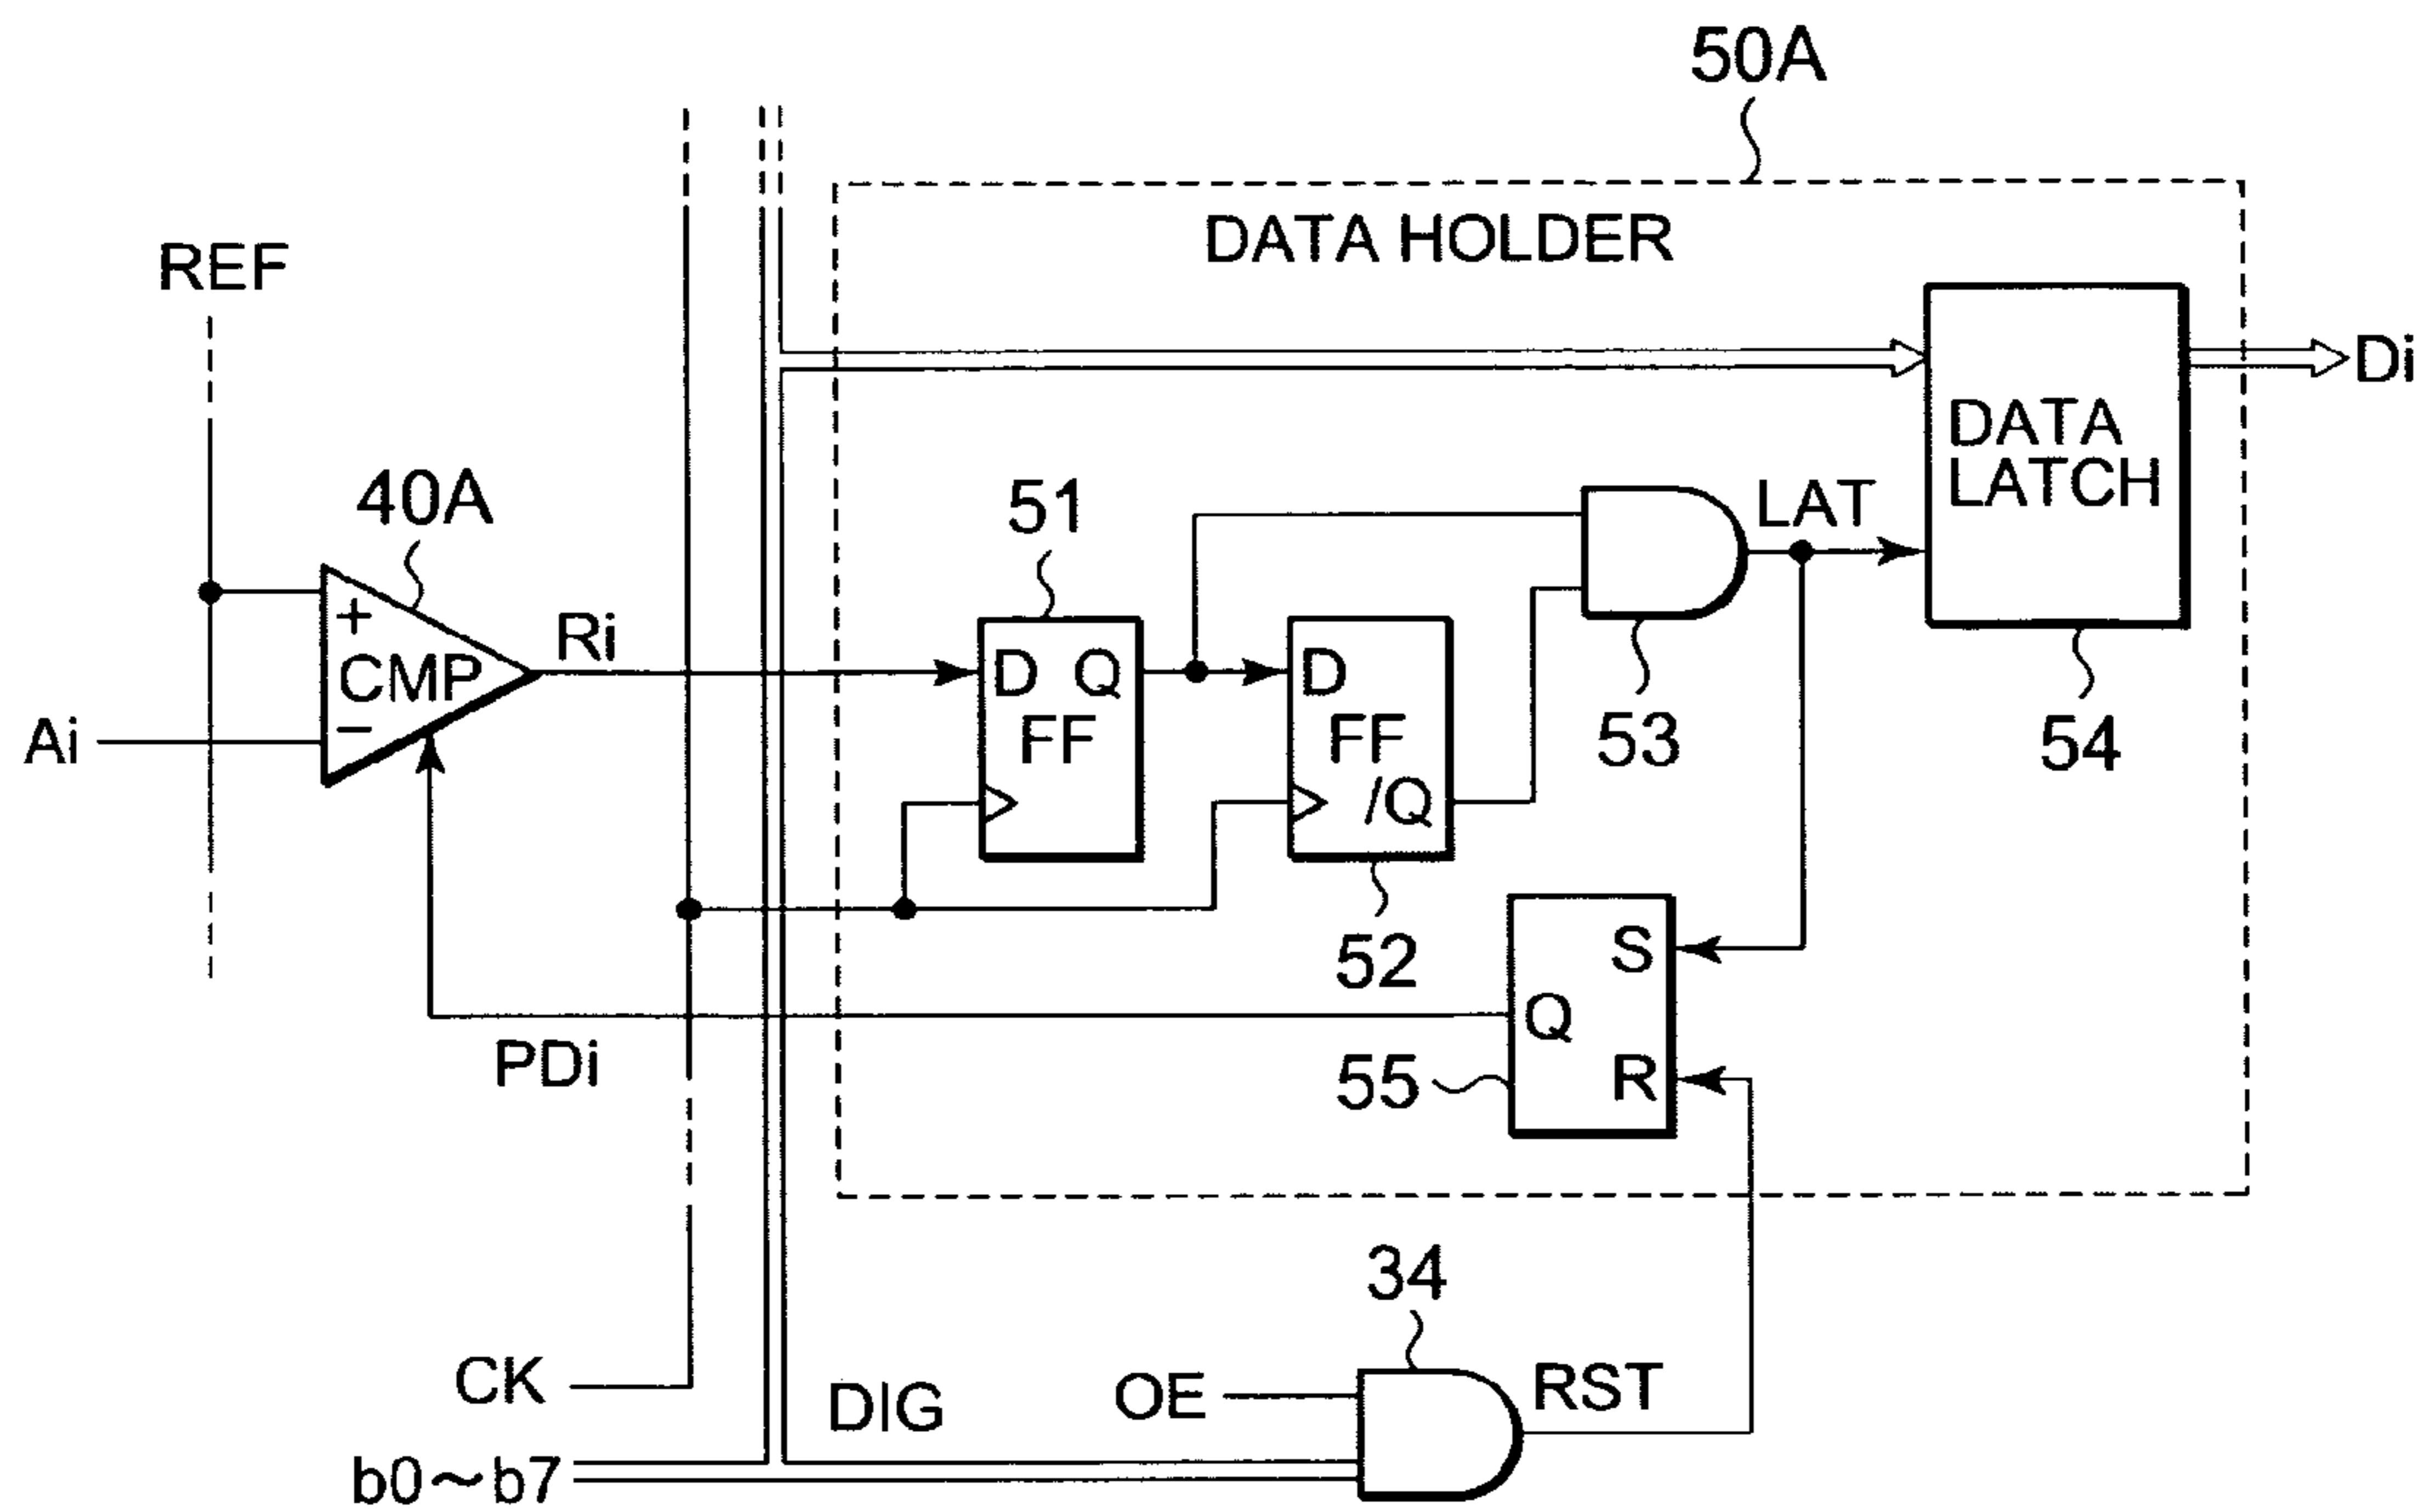 50A
DATA HOLDER
REF
Di
DATA
LATCH
40A
51
LAT
+
CMP
−
Ri
D Q
FF
D
FF
/Q
53
54
Ai
52
S
Q
R
PDi
55
34
CK
DIG
OE
RST
b0～b7